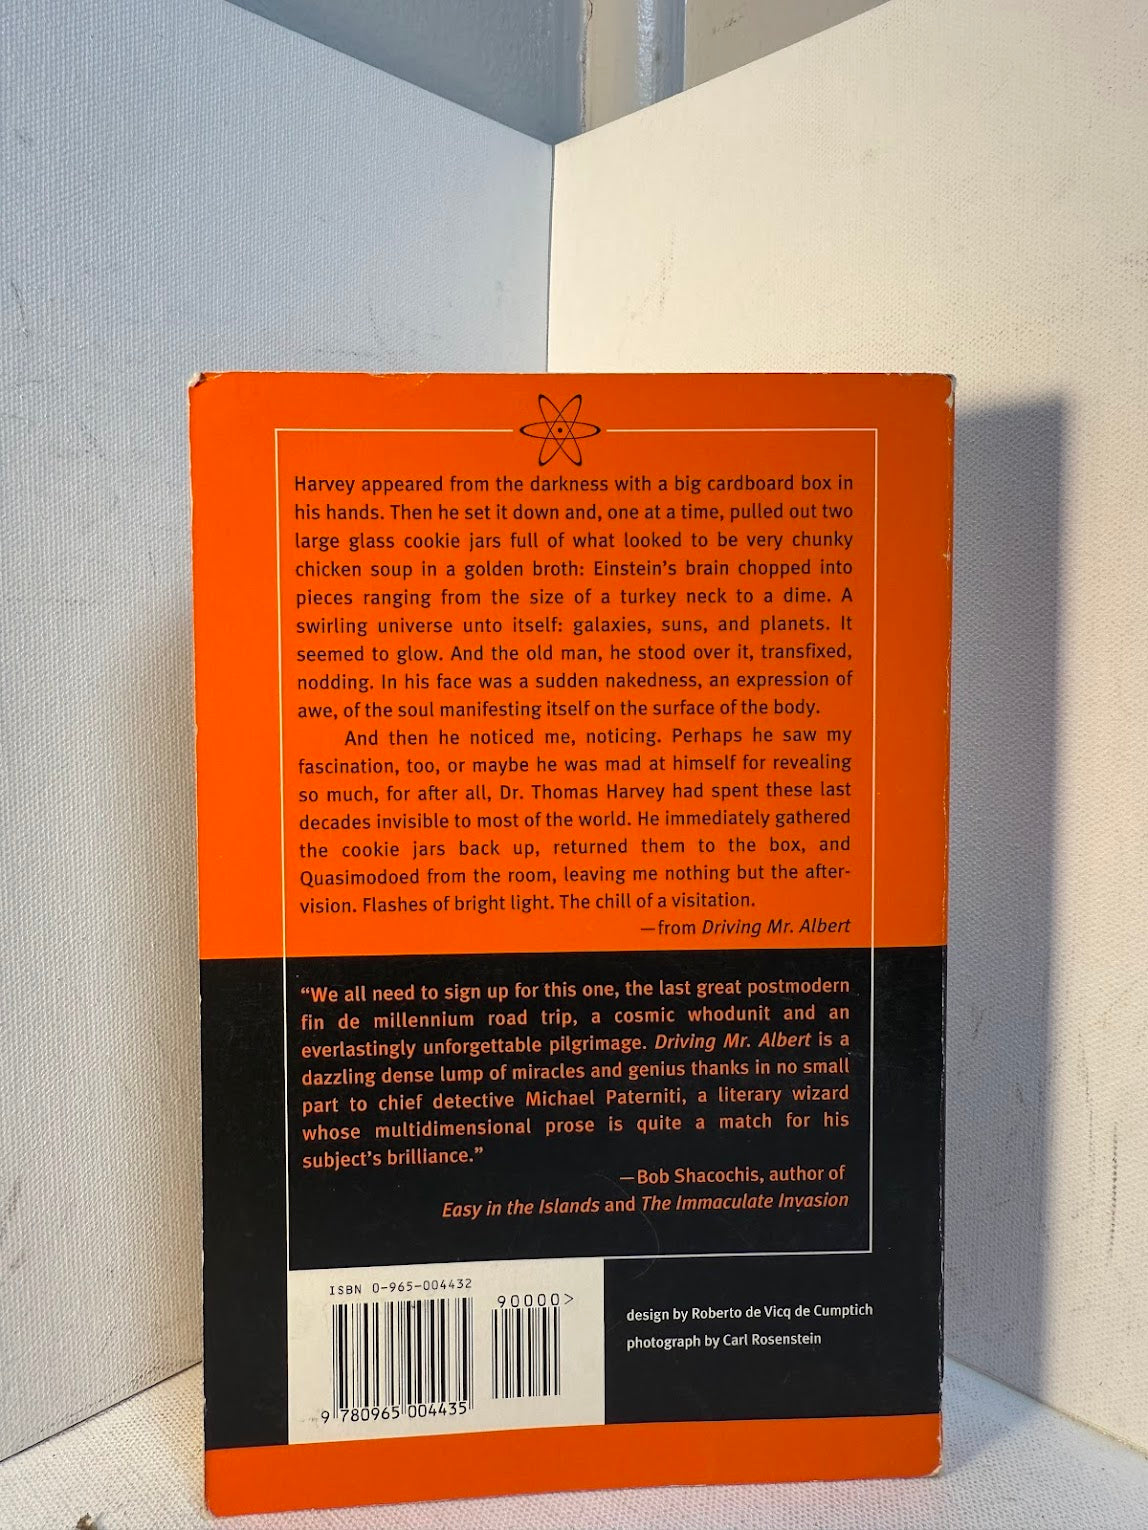 Harvey appeared from the darkness with a big cardboard box in
his hands. Then he set it down and, one at a time, pulled out two
large glass cookie jars full of what looked to be very chunky
chicken soup in a golden broth: Einstein's brain chopped into
pieces ranging from the size of a turkey neck to a dime. A
swirling universe unto itself: galaxies, suns, and planets. It
seemed to glow. And the old man, he stood over it, transfixed,
nodding. In his face was a sudden nakedness, an expression of
awe, of the soul manifesting itself on the surface of the body.
And then he noticed me, noticing. Perhaps he saw my
fascination, too, or maybe he was mad at himself for revealing
so much, for after all, Dr. Thomas Harvey had spent these last
decades invisible to most of the world. He immediately gathered
the cookie jars back up, returned them to the box, and
Quasimodoed from the room, leaving me nothing but the after-
vision. Flashes of bright light. The chill of a visitation.
—from Driving Mr. Albert
“We all need to sign up for this one, the last great postmodern
fin de millennium road trip, a cosmic whodunit and an
everlastingly unforgettable pilgrimage. Driving Mr. Albert is a
dazzling dense lump of miracles and genius thanks in no small
part to chief detective Michael Paterniti, a literary wizard
whose multidimensional prose is quite a match for his
subject's brilliance.”
—Bob Shacochis, author of
Easy in the Islands and The Immaculate Invasion
ISBN 0-965-004432
90000>
9 780965 004435
design by Roberto de Vicq de Cumptich
photograph by Carl Rosenstein